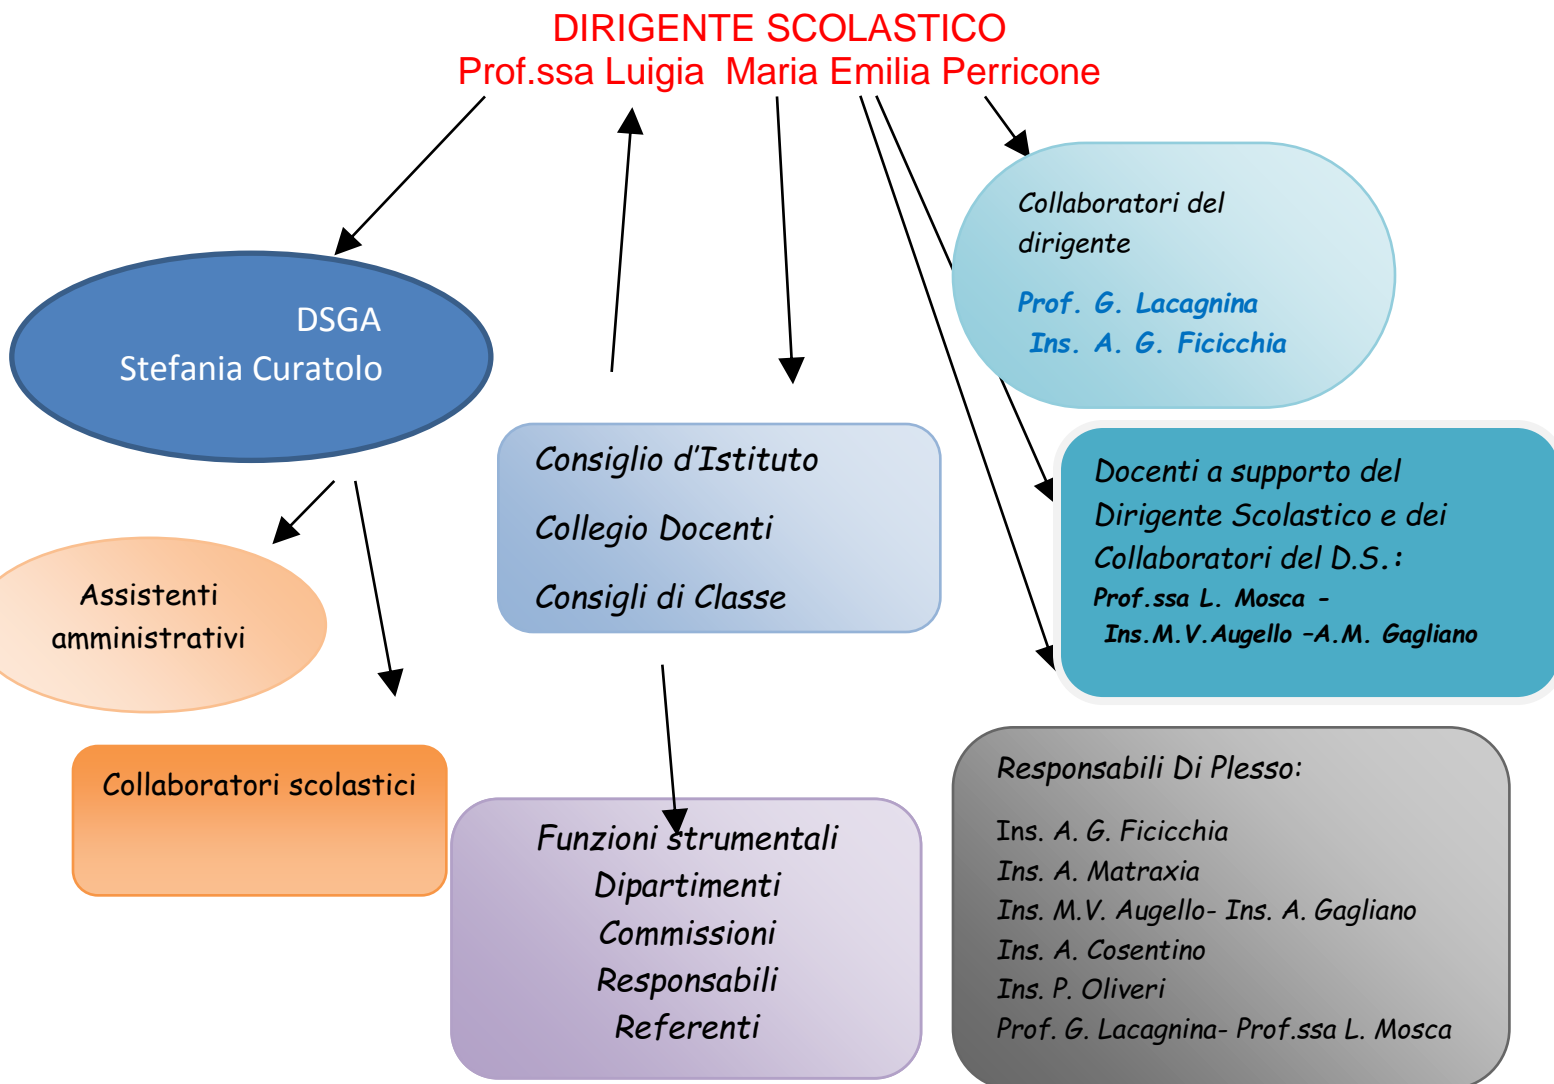 DIRIGENTE SCOLASTICO
Prof.ssa Luigia  Maria Emilia Perricone
Collaboratori del
dirigente
Prof. G. Lacagnina
Ins. A. G. Ficicchia
DSGA
Stefania Curatolo
Consiglio d’Istituto
Collegio Docenti
Consigli di Classe
Docenti a supporto del
Dirigente Scolastico e dei
Collaboratori del D.S.:
Prof.ssa L. Mosca -
Ins.M.V.Augello –A.M. Gagliano
Assistenti
amministrativi
Collaboratori scolastici
Funzioni strumentali
Dipartimenti
Commissioni
Responsabili
Referenti
Responsabili Di Plesso:
Ins. A. G. Ficicchia
Ins. A. Matraxia
Ins. M.V. Augello- Ins. A. Gagliano
Ins. A. Cosentino
Ins. P. Oliveri
Prof. G. Lacagnina- Prof.ssa L. Mosca